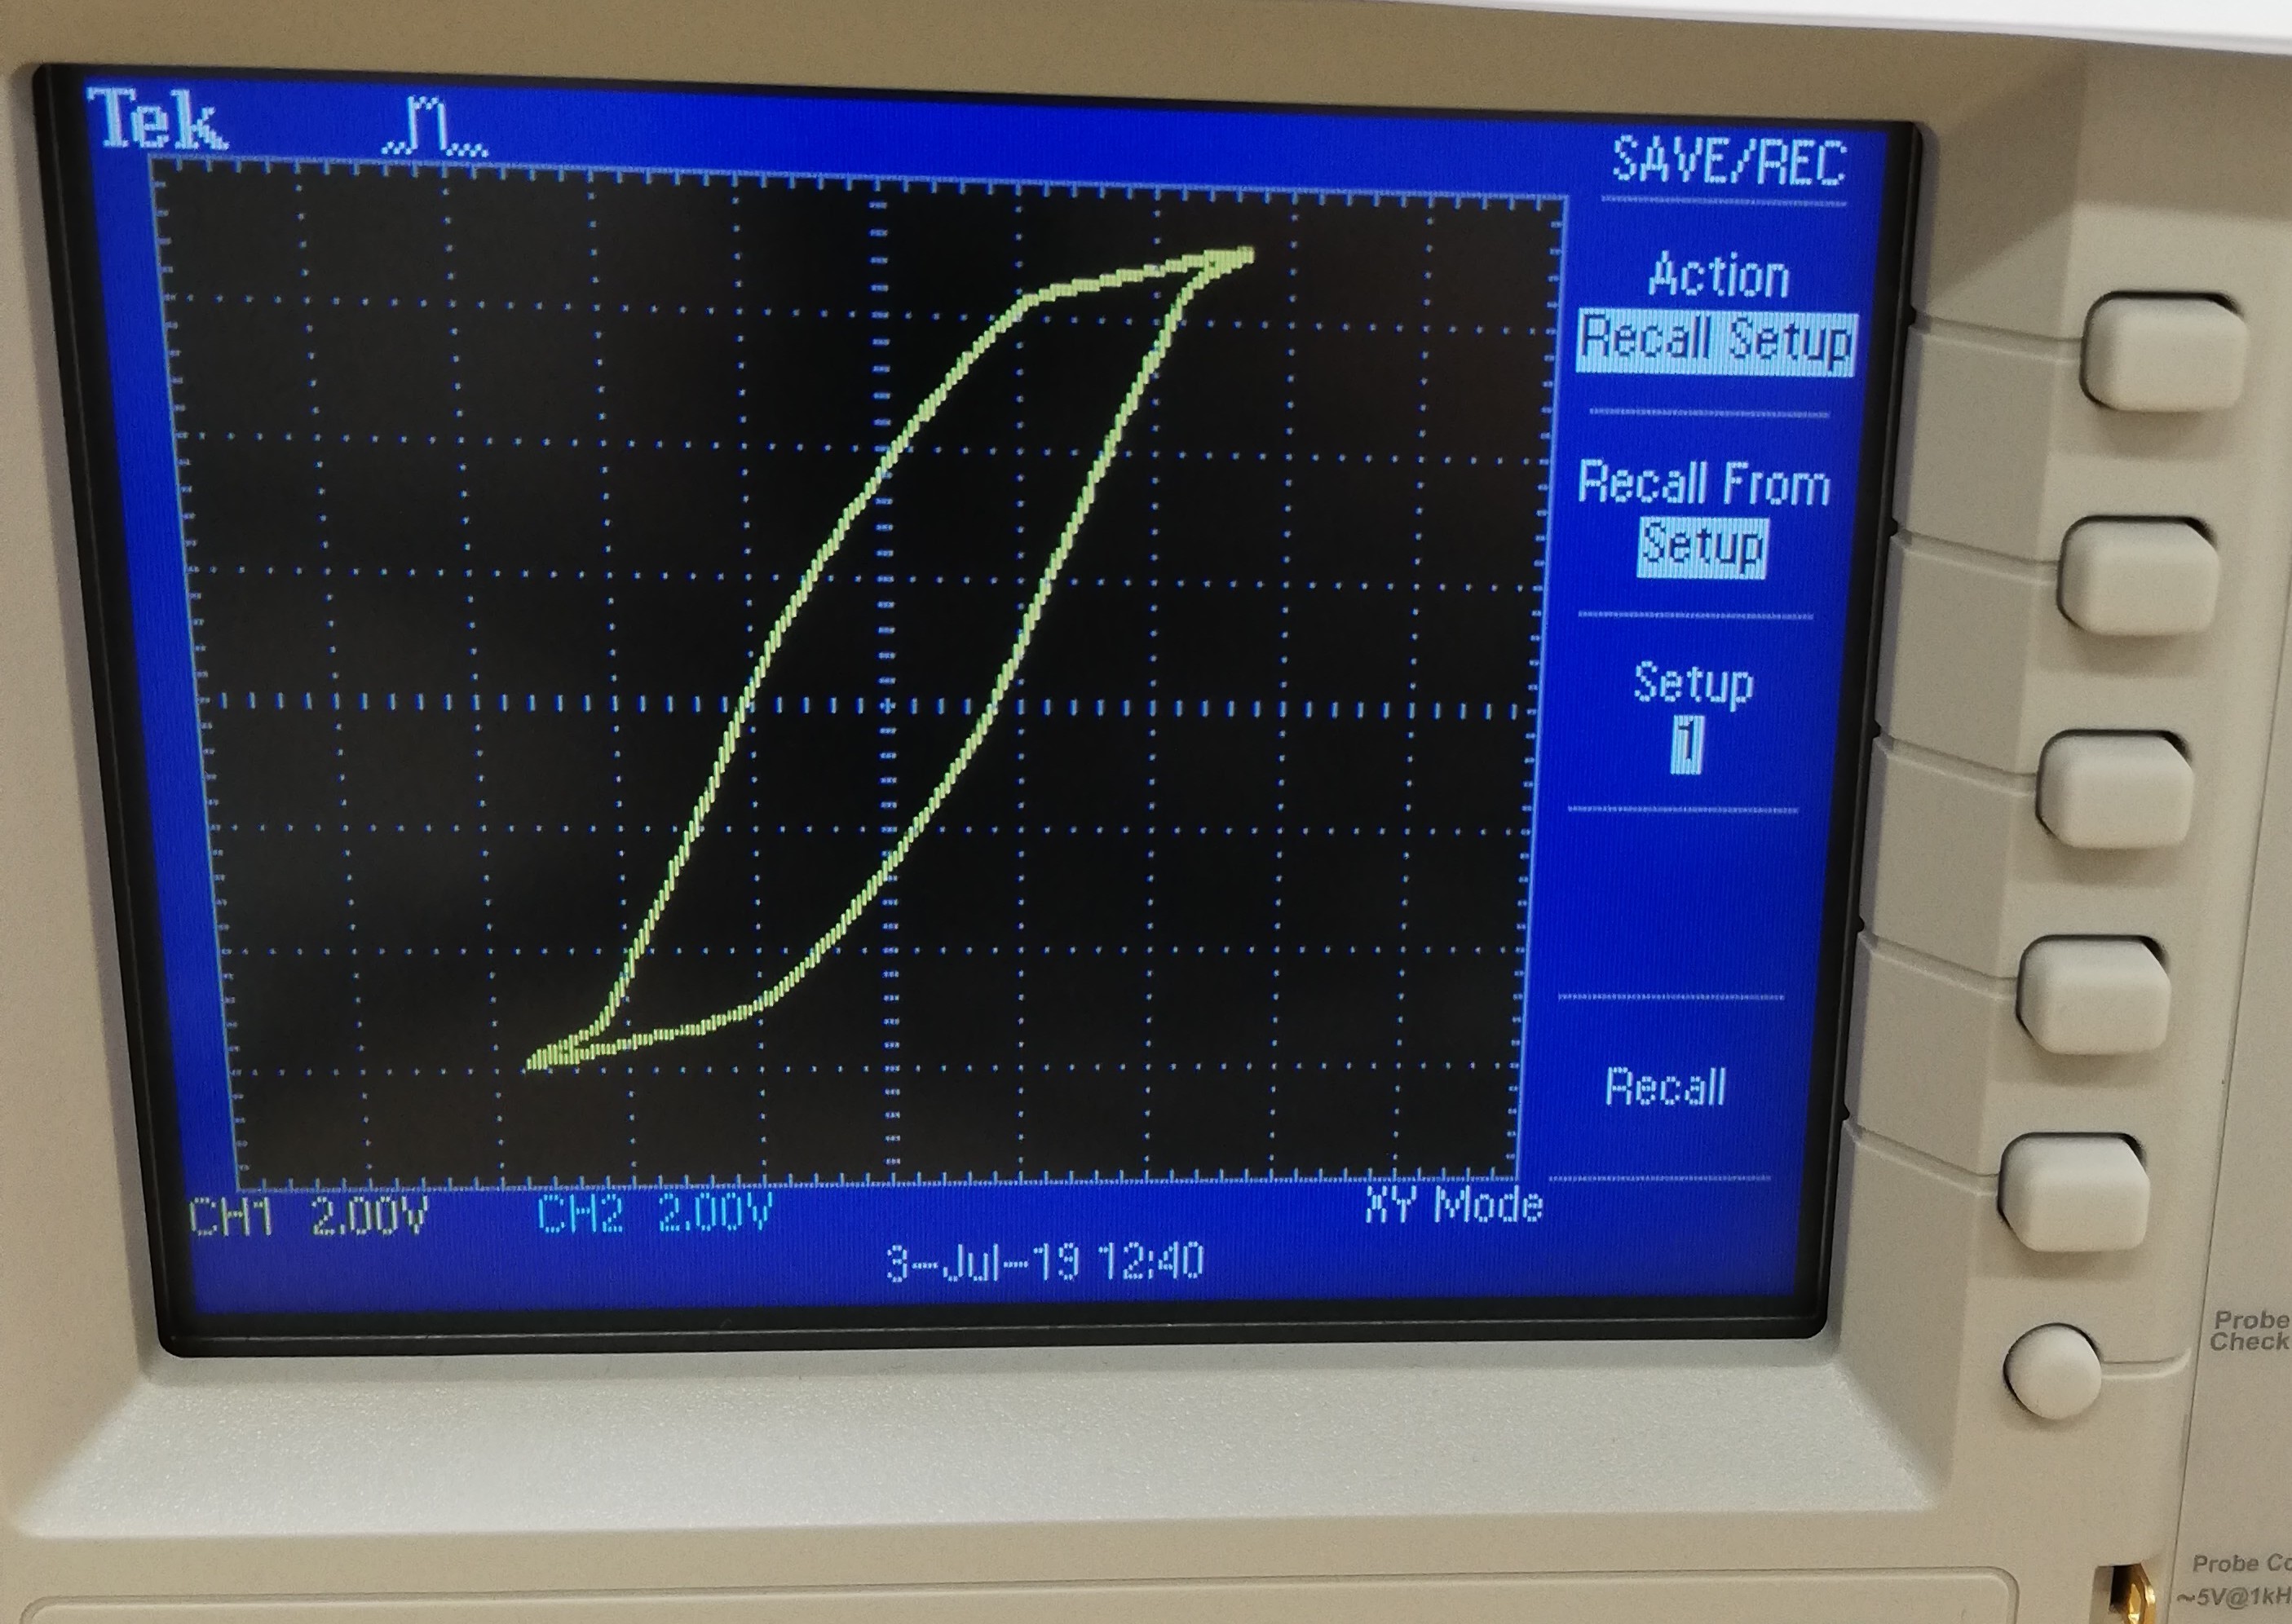 Tek
SAVE/REC
Action
Recall Setup
Recall From
Setup
Setup
1
Recall
CH1 2.00V CH2 2.00V XY Mode
3-Jul-19 12:40
Probe
Check
Probe
~5V@1kH